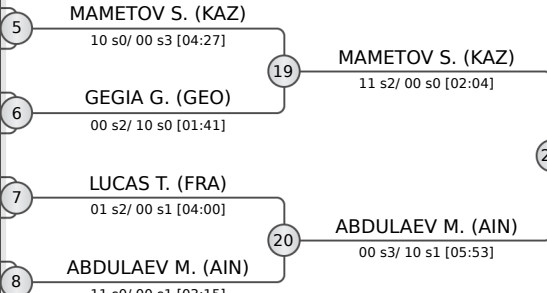 MAMETOV S. (KAZ)
5
10 s0/ 00 s3 [04:27]
19
MAMETOV S. (KAZ)
11 s2/ 00 s0 [02:04]
GEGIA G. (GEO)
6
00 s2/ 10 s0 [01:41]
LUCAS T. (FRA)
7
01 s2/ 00 s1 [04:00]
20
ABDULAEV M. (AIN)
00 s3/ 10 s1 [05:53]
ABDULAEV M. (AIN)
8